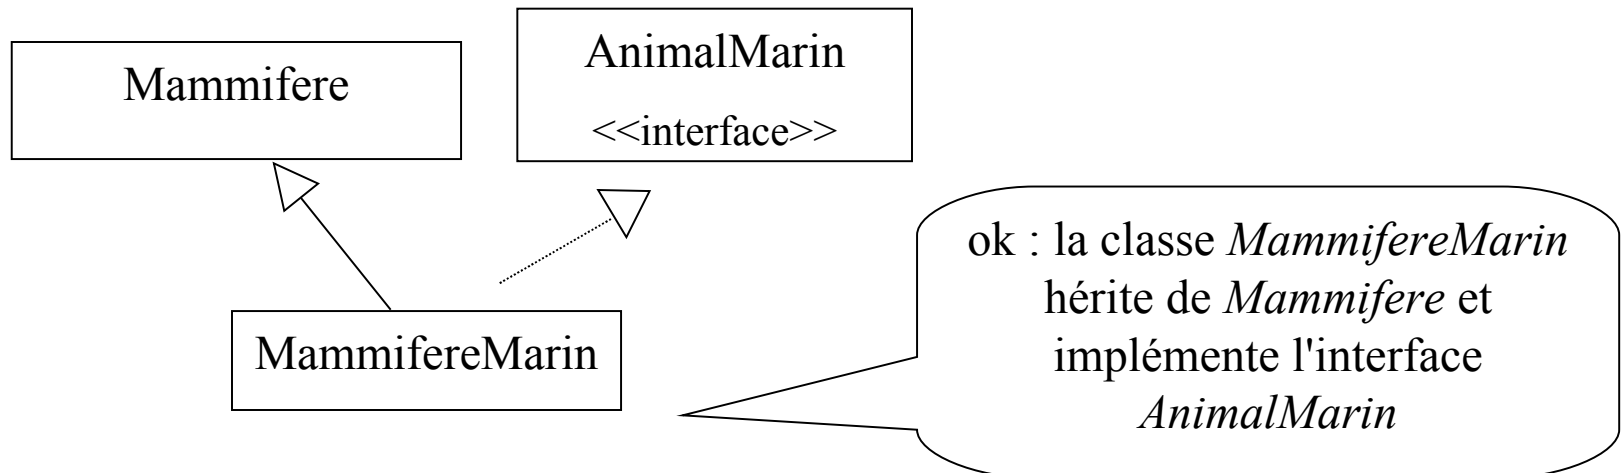 Mammifere
AnimalMarin
<<interface>>
MammifereMarin
ok : la classe MammifereMarin
hérite de Mammifere et
implémente l'interface
AnimalMarin